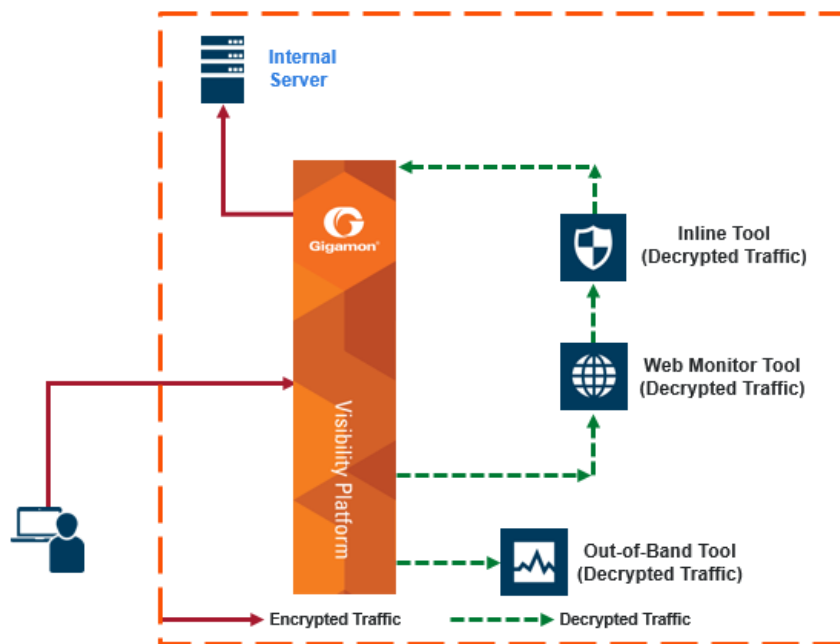 Internal
Server
Gigamon®
Inline Tool
(Decrypted Traffic)
Web Monitor Tool
(Decrypted Traffic)
Visibility Platform
Out-of-Band Tool
(Decrypted Traffic)
Encrypted Traffic
Decrypted Traffic